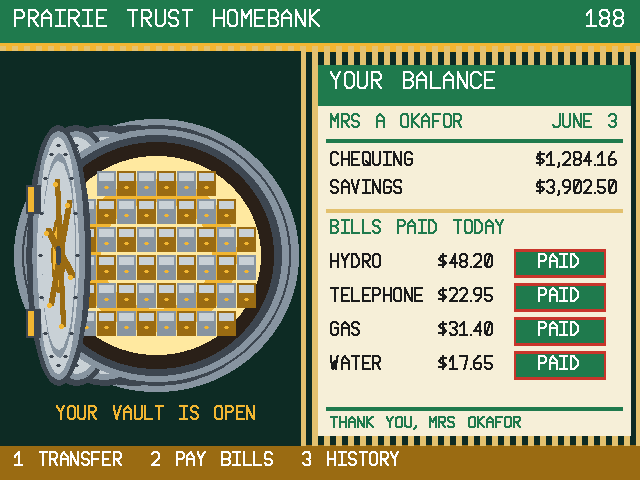 PRAIRIE TRUST HOMEBANK 188
YOUR BALANCE
MRS A OKAFOR JUNE 3
CHEQUING $1,284.16
SAVINGS $3,902.50
BILLS PAID TODAY
HYDRO $48.20 PAID
TELEPHONE $22.95 PAID
GAS $31.40 PAID
WATER $17.65 PAID
THANK YOU, MRS OKAFOR
YOUR VAULT IS OPEN
1 TRANSFER 2 PAY BILLS 3 HISTORY